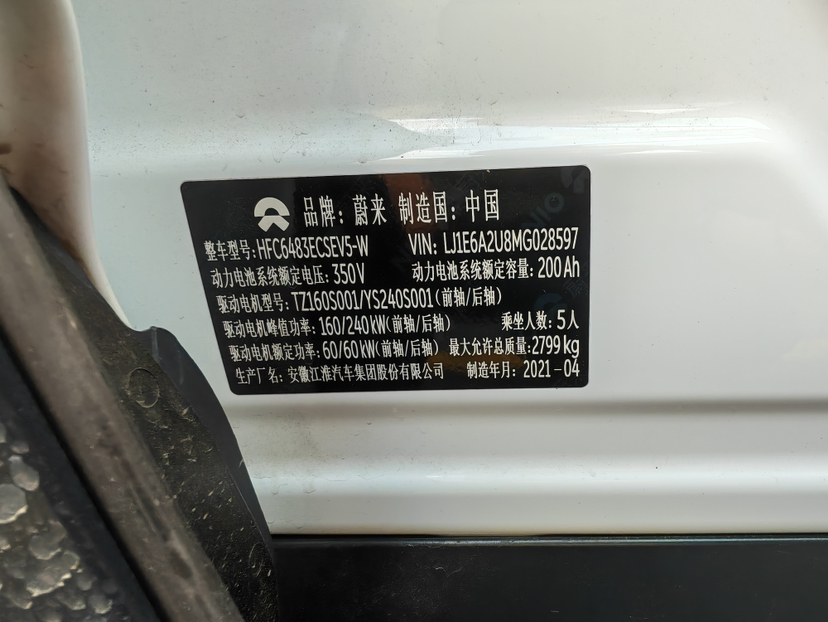 品牌：蔚来 制造国：中国
整车型号：HFC6483ECSEV5-W VIN: LJ1E6A2U8MG028597
动力电池系统额定电压：350V 动力电池系统额定容量：200Ah
驱动电机型号：TZ160S001/YS240S001(前轴/后轴)
驱动电机峰值功率：160/240kW(前轴/后轴) 乘坐人数：5人
驱动电机额定功率：60/60kW(前轴/后轴) 最大允许总质量：2799kg
生产厂名：安徽江淮汽车集团股份有限公司 制造年月：2021-04